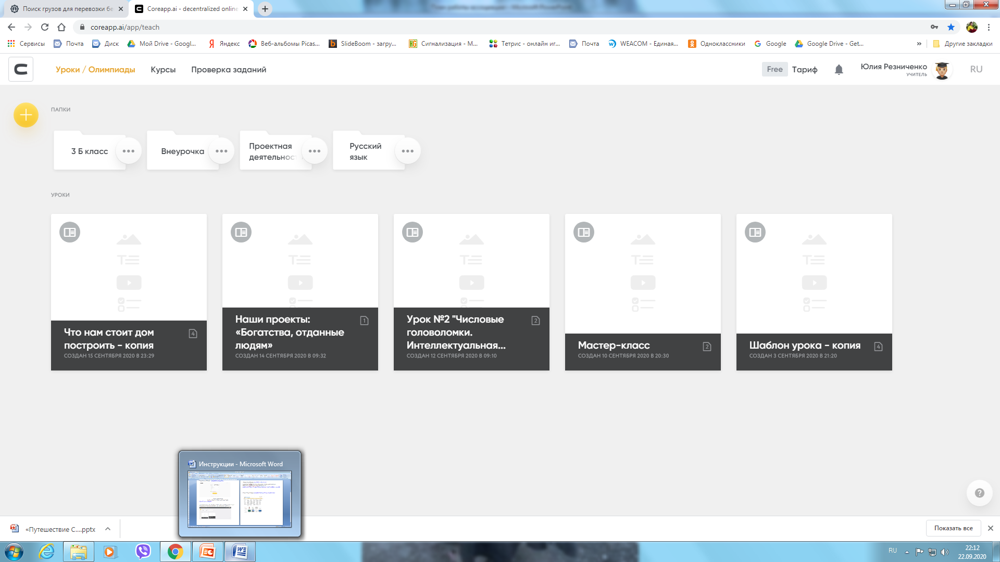 Поиск грузов для перевозки бе
Coreapp.ai - decentralized online
coreapp.ai/app/teach
Сервисы
Почта
Диск
Мой Drive - Googl...
Яндекс
Веб-альбомы Picas...
SlideBoom - загру...
Сигнализация - М...
Тетрис - онлайн иг...
Почта
WEACOM - Единая...
Одноклассники
Google
Google Drive - Get...
»
Другие закладки
Уроки / Олимпиады
Курсы
Проверка заданий
Free
Тариф
Юлия Резниченко
УЧИТЕЛЬ
RU
ПАПКИ
3 Б класс
Внеурочка
Проектная
деятельнос
Русский
язык
УРОКИ
Что нам стоит дом
построить - копия
4
СОЗДАН 15 СЕНТЯБРЯ 2020 В 23:29
Наши проекты:
«Богатства, отданные
людям»
1
СОЗДАН 14 СЕНТЯБРЯ 2020 В 09:32
Урок №2 "Числовые
головоломки.
Интеллектуальная...
2
СОЗДАН 12 СЕНТЯБРЯ 2020 В 09:10
Мастер-класс
2
СОЗДАН 10 СЕНТЯБРЯ 2020 В 20:30
Шаблон урока - копия
4
СОЗДАН 3 СЕНТЯБРЯ 2020 В 21:20
Инструкции - Microsoft Word
«Путешествие С....pptx
Показать все
RU
22:12
22.09.2020